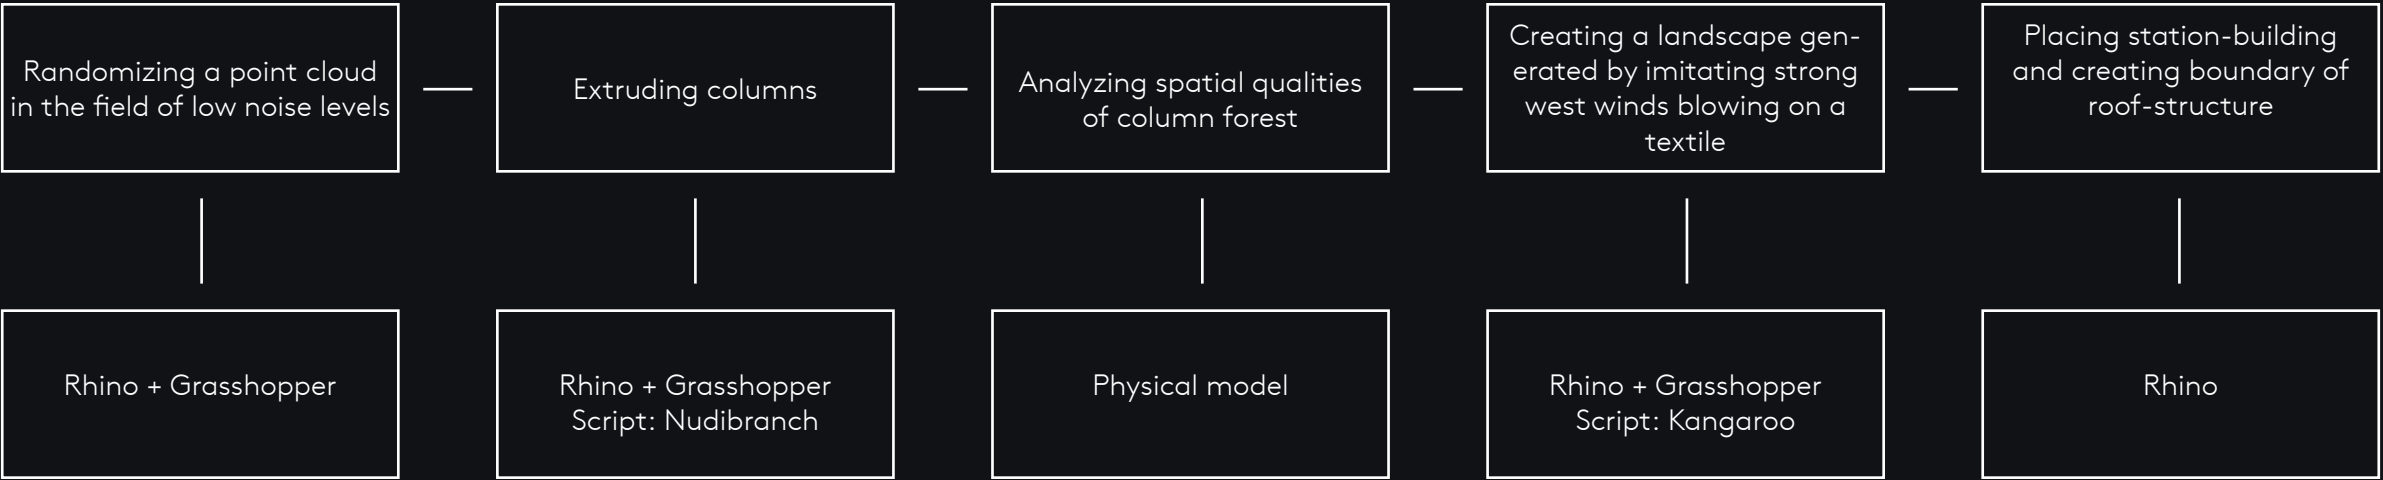 Randomizing a point cloud
in the field of low noise levels
Extruding columns
Analyzing spatial qualities
of column forest
Creating a landscape gen-
erated by imitating strong
west winds blowing on a
textile
Placing station-building
and creating boundary of
roof-structure
Rhino + Grasshopper
Rhino + Grasshopper
Script: Nudibranch
Physical model
Rhino + Grasshopper
Script: Kangaroo
Rhino